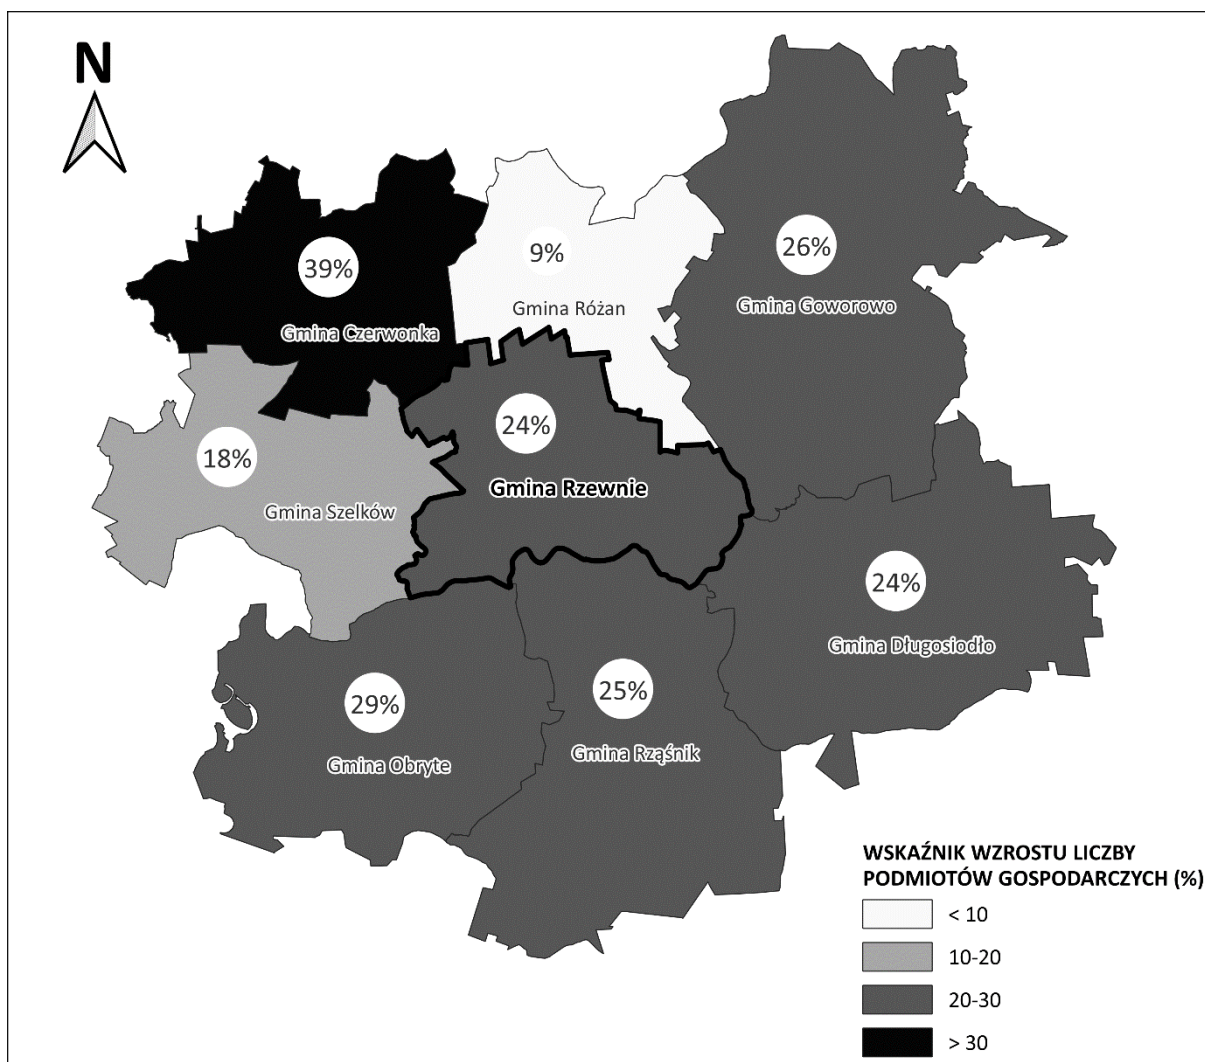 N
39%
Gmina Czerwonka
9%
Gmina Różan
26%
Gmina Goworowo
18%
Gmina Szelków
24%
Gmina Rzewnie
24%
Gmina Długosiodło
29%
Gmina Obryte
25%
Gmina Rząśnik
WSKAŹNIK WZROSTU LICZBY
PODMIOTÓW GOSPODARCZYCH (%)
< 10
10-20
20-30
> 30